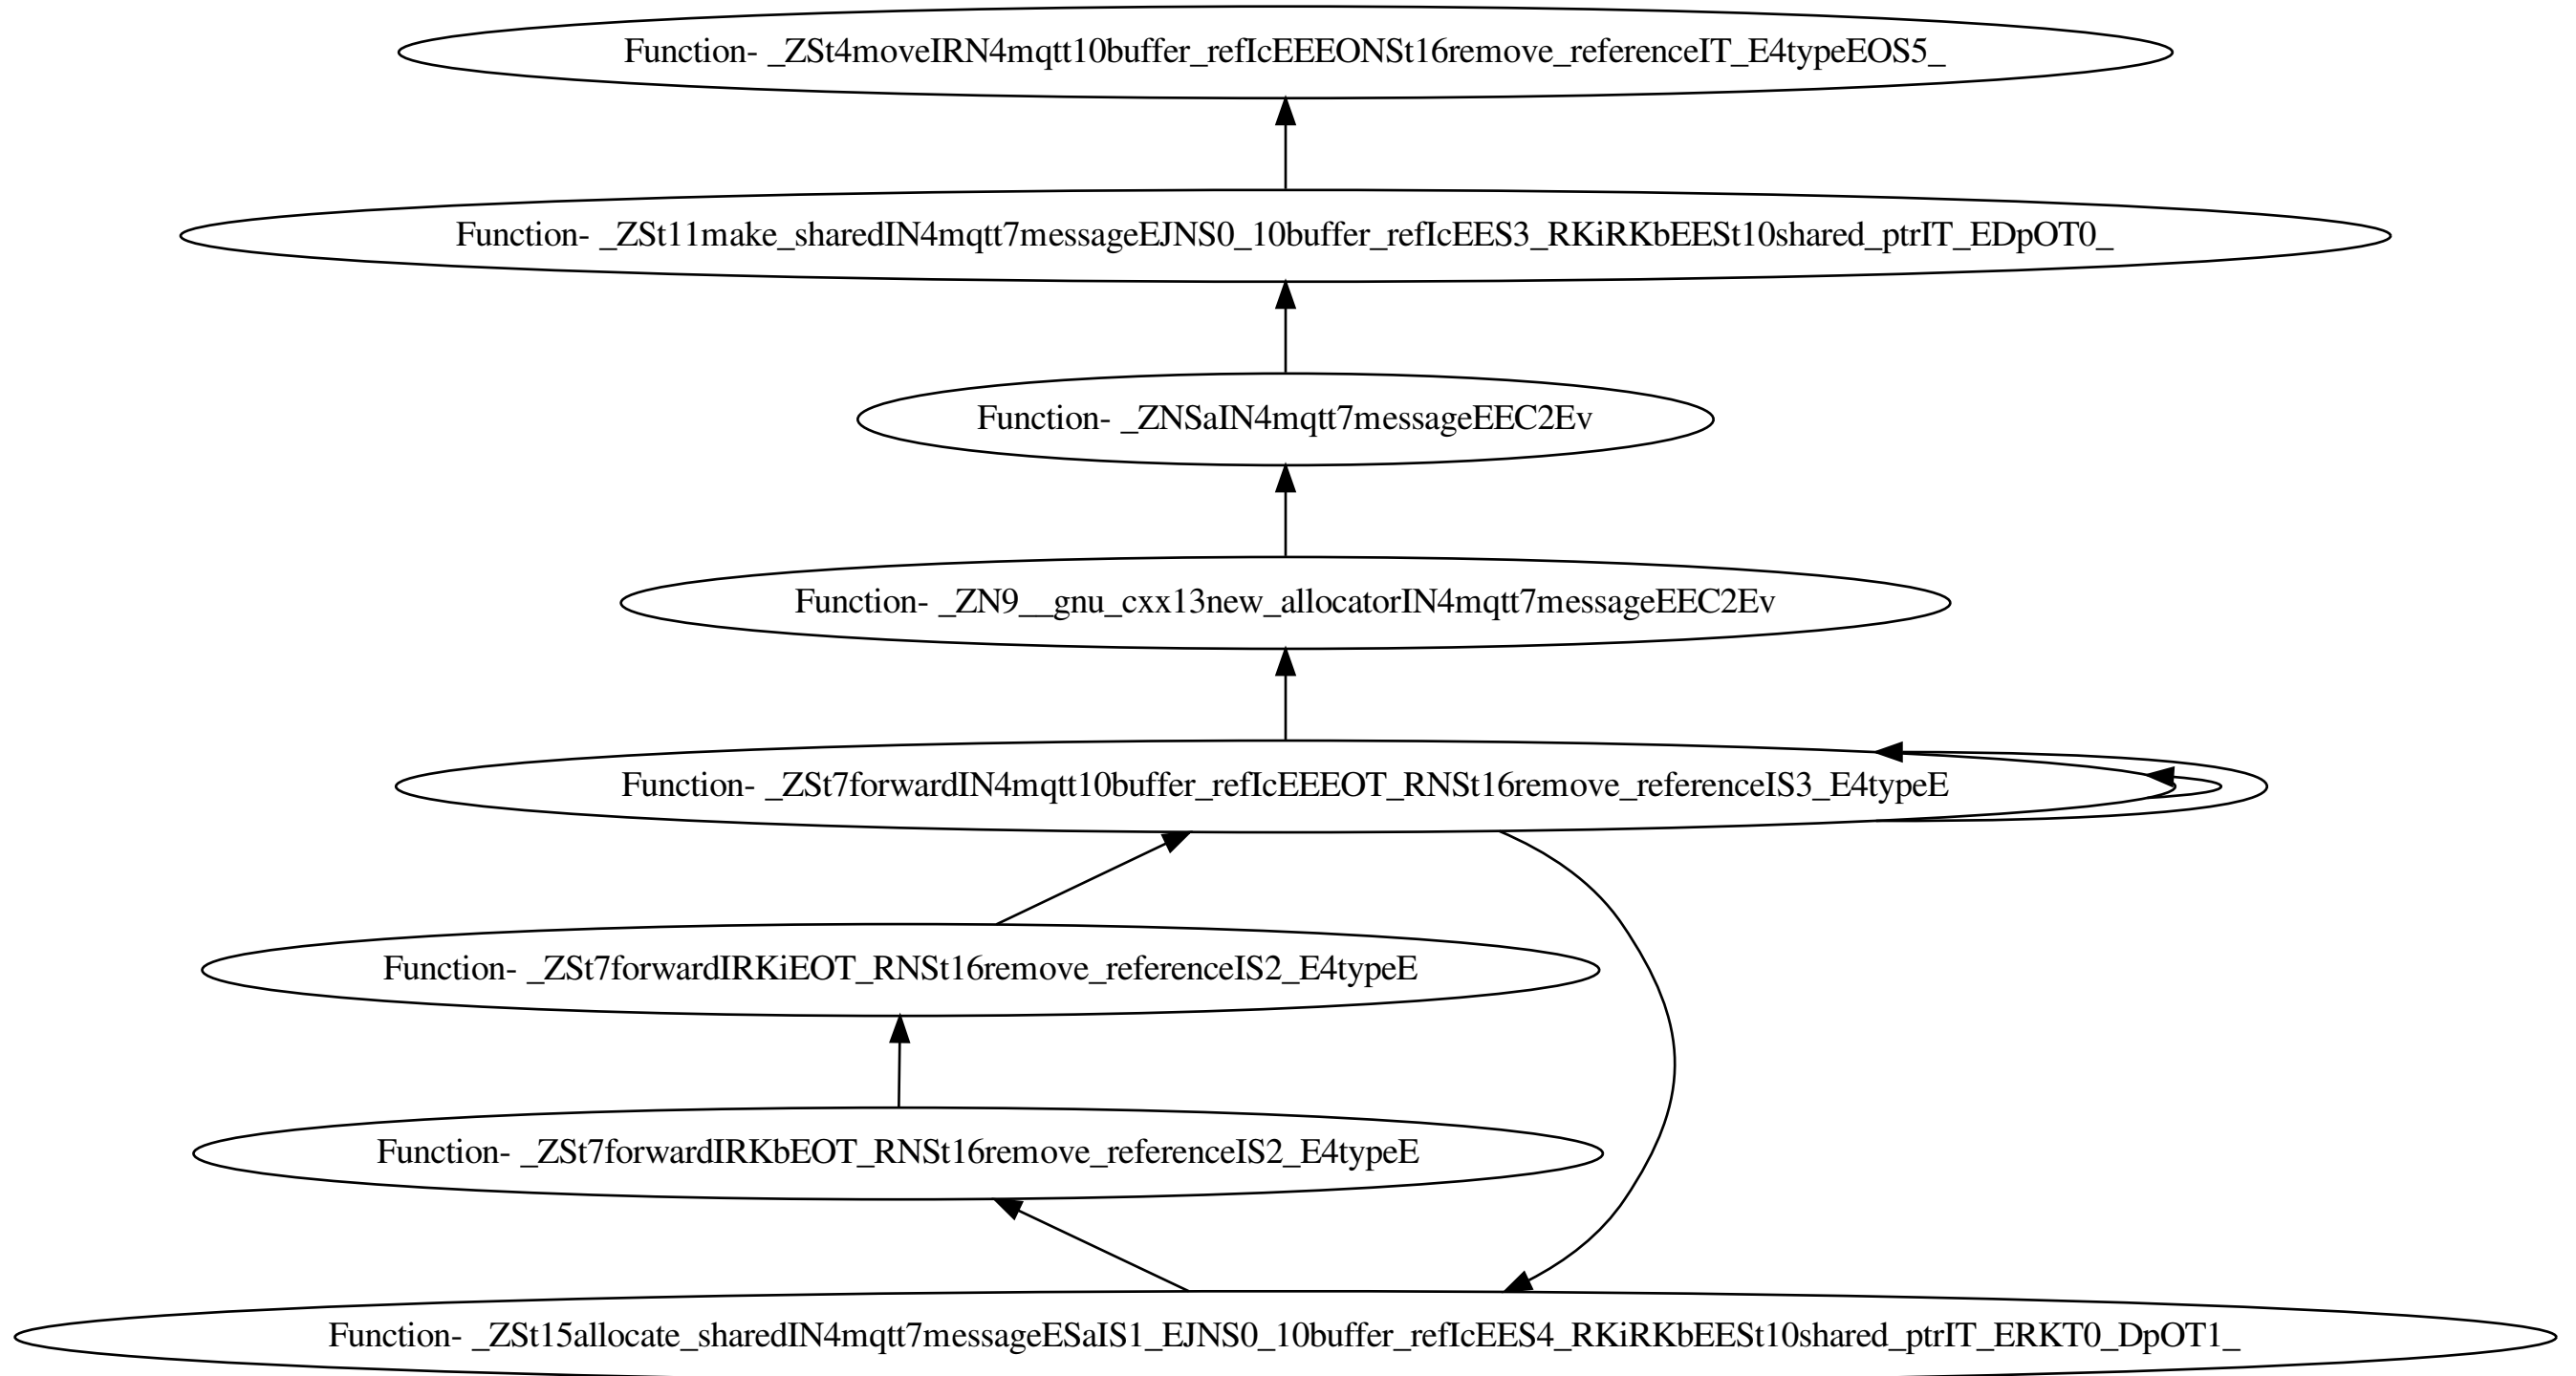 Function- _ZSt4moveIRN4mqtt10buffer_refIcEEEONSt16remove_referenceIT_E4typeEOS5_
Function- _ZSt11make_sharedIN4mqtt7messageEJNS0_10buffer_refIcEES3_RKiRKbEESt10shared_ptrIT_EDpOT0_
Function- _ZNSaIN4mqtt7messageEEC2Ev
Function- _ZN9__gnu_cxx13new_allocatorIN4mqtt7messageEEC2Ev
Function- _ZSt7forwardIN4mqtt10buffer_refIcEEEOT_RNSt16remove_referenceIS3_E4typeE
Function- _ZSt7forwardIRKiEOT_RNSt16remove_referenceIS2_E4typeE
Function- _ZSt7forwardIRKbEOT_RNSt16remove_referenceIS2_E4typeE
Function- _ZSt15allocate_sharedIN4mqtt7messageESaIS1_EJNS0_10buffer_refIcEES4_RKiRKbEESt10shared_ptrIT_ERKT0_DpOT1_